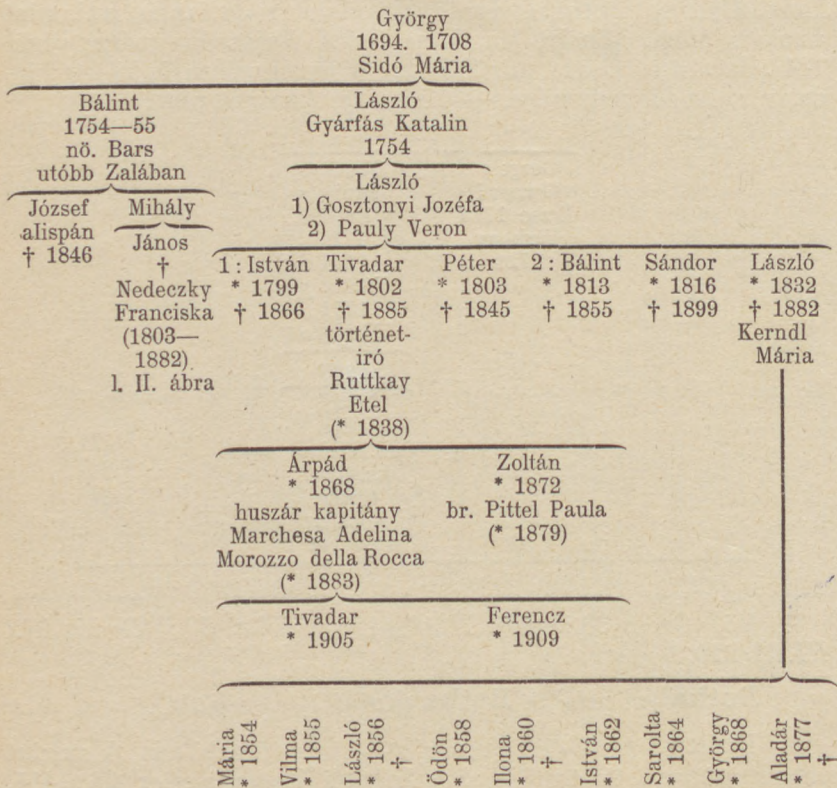 György
1694. 1708
Sidó Mária
Bálint
1754—55
nö. Bars
utóbb Zalában
László
Gyárfás Katalin
1754
József
alispán
† 1846
Mihály
János
†
Nedeczky
Franciska
(1803—
1882)
l. II. ábra
László
1) Gosztonyi Jozéfa
2) Pauly Veron
1 : István
* 1799
† 1866
Tivadar
* 1802
† 1885
történet-
iró
Ruttkay
Etel
(* 1838)
Péter
* 1803
† 1845
2 : Bálint
* 1813
† 1855
Sándor
* 1816
† 1899
László
* 1832
† 1882
Kerndl
Mária
Árpád
* 1868
huszár kapitány
Marchesa Adelina
Morozzo della Rocca
(* 1883)
Zoltán
* 1872
br. Pittel Paula
(* 1879)
Tivadar
* 1905
Ferencz
* 1909
Mária
* 1854
Vilma
* 1855
László
* 1856
†
Ödön
* 1858
Ilona
* 1860
†
István
* 1862
Sarolta
* 1864
György
* 1868
Aladár
* 1877
†